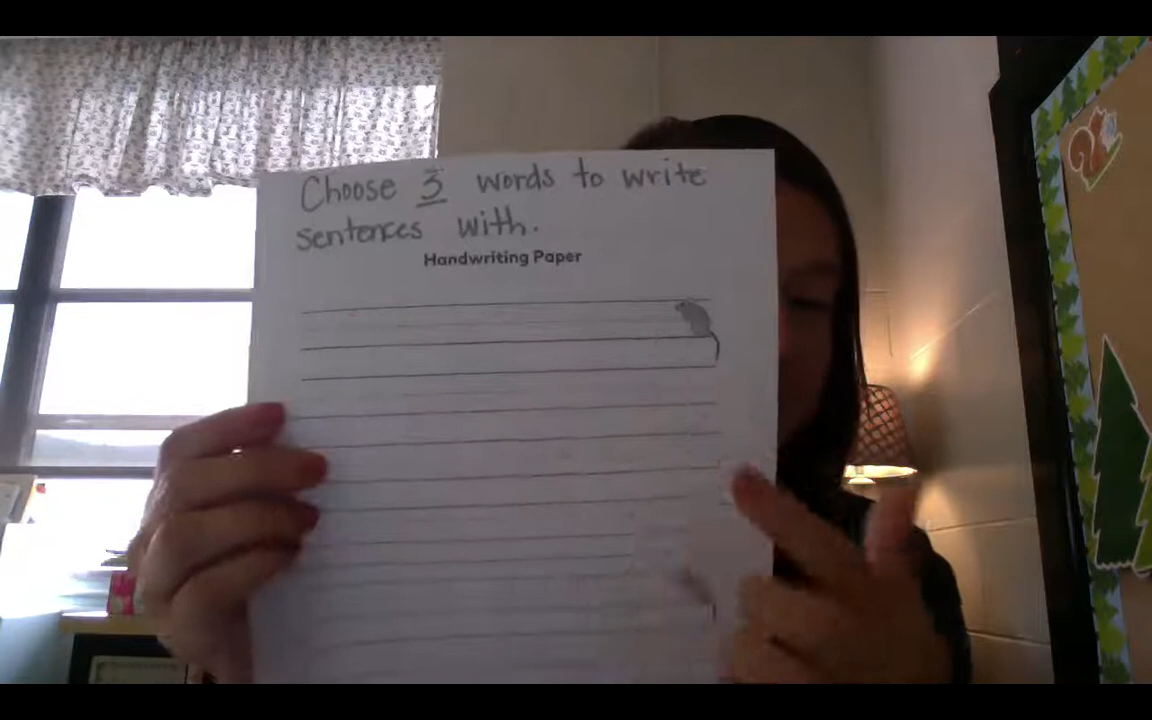 Choose 3 words to write
sentences with.
Handwriting Paper